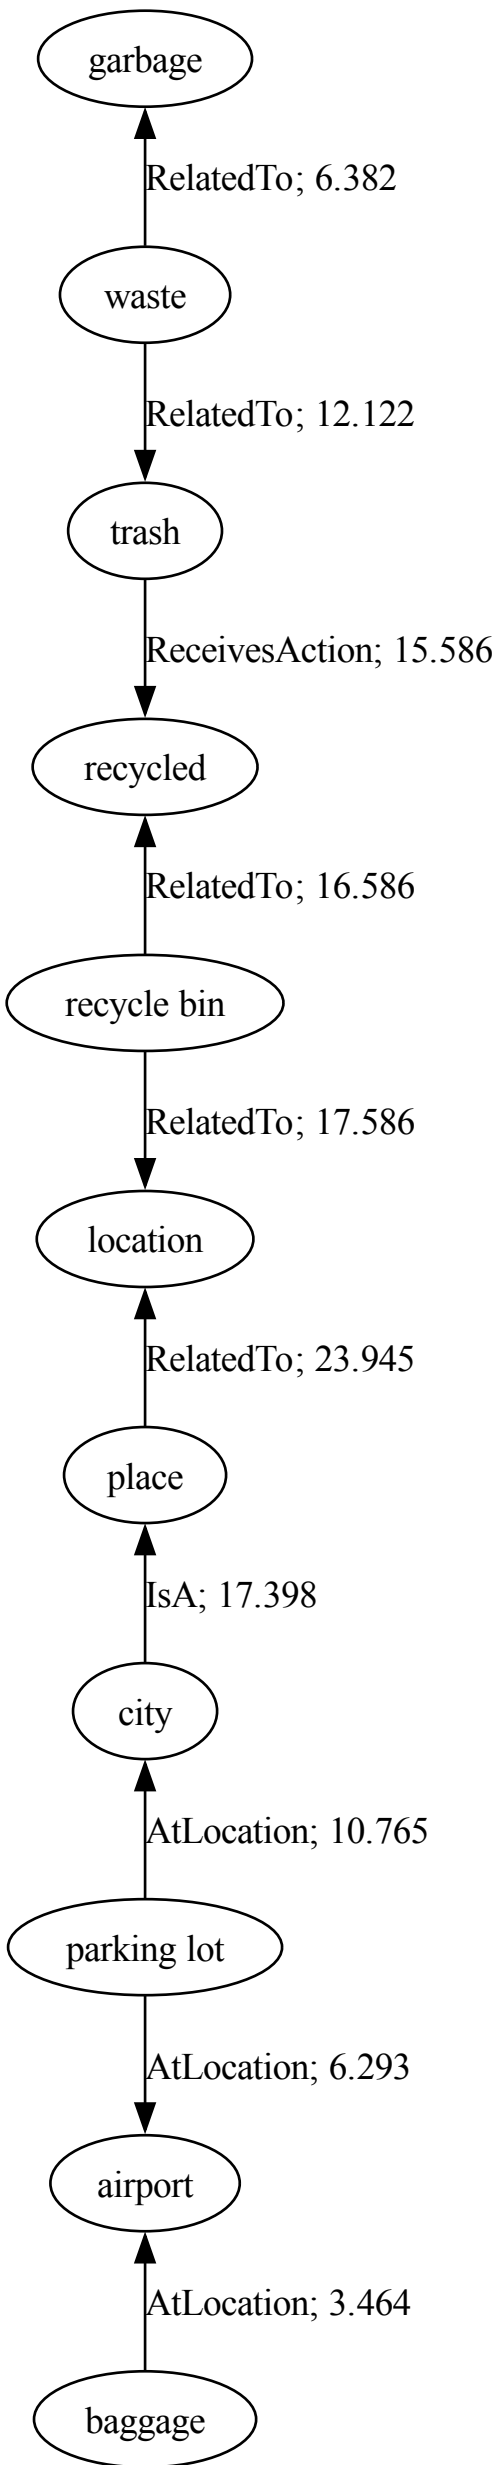 garbage
RelatedTo; 6.382
waste
RelatedTo; 12.122
trash
ReceivesAction; 15.586
recycled
RelatedTo; 16.586
recycle bin
RelatedTo; 17.586
location
RelatedTo; 23.945
place
IsA; 17.398
city
AtLocation; 10.765
parking lot
AtLocation; 6.293
airport
AtLocation; 3.464
baggage